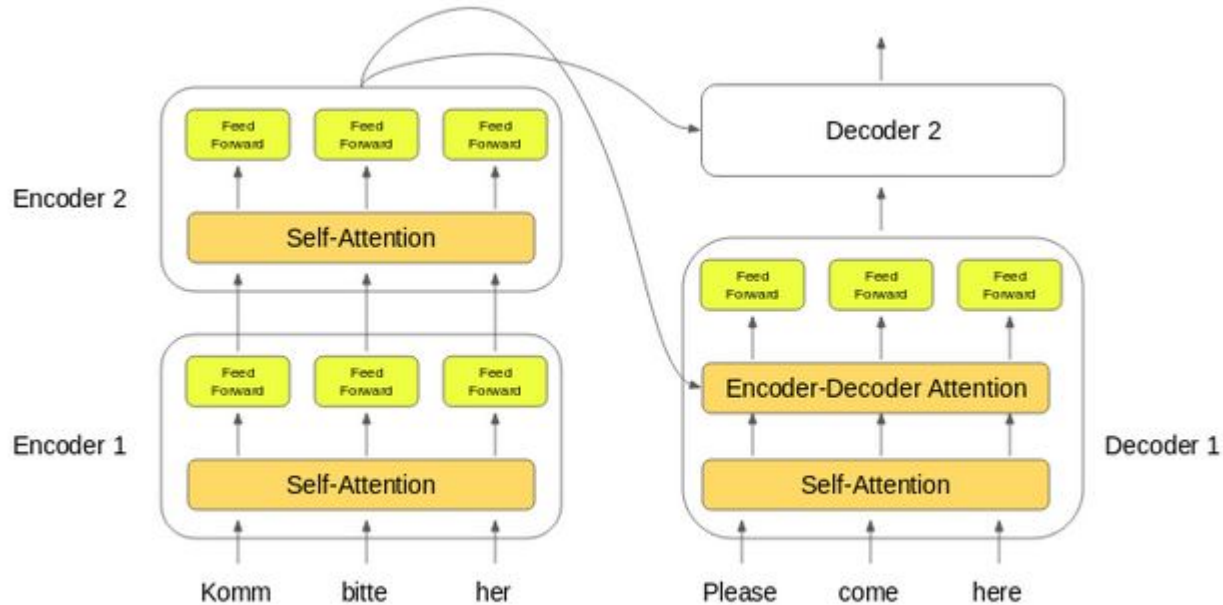 Encoder 2
Feed
Forward
Feed
Forward
Feed
Forward
Self-Attention
Encoder 1
Feed
Forward
Feed
Forward
Feed
Forward
Self-Attention
Komm
bitte
her
Decoder 2
Decoder 1
Feed
Forward
Feed
Forward
Feed
Forward
Encoder-Decoder Attention
Self-Attention
Please
come
here